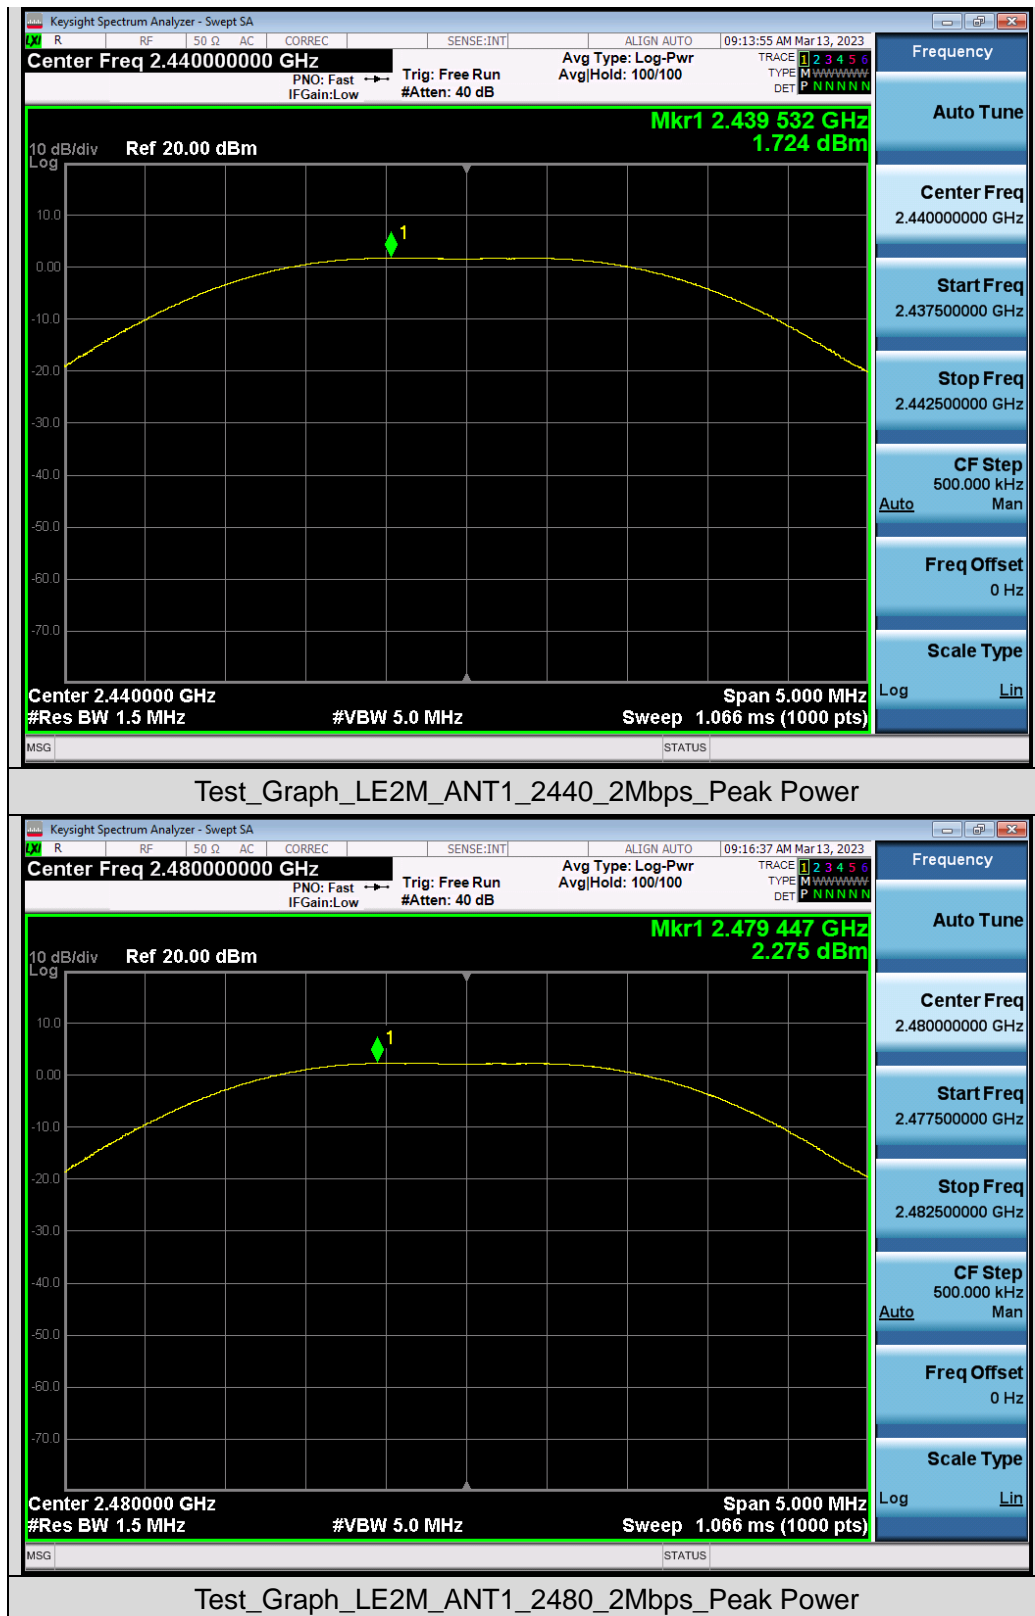 Keysight Spectrum Analyzer - Swept SA
LXI R RF 50 Ω AC CORREC SENSE:INT ALIGN AUTO 09:13:55 AM Mar 13, 2023
Center Freq 2.440000000 GHz
PNO: Fast
IFGain:Low
Trig: Free Run
#Atten: 40 dB
Avg Type: Log-Pwr
Avg|Hold: 100/100
TRACE 1 2 3 4 5 6
TYPE M W W W W W
DET P N N N N N
Mkr1 2.439 532 GHz
1.724 dBm
10 dB/div Ref 20.00 dBm
Log
10.0
0.00
-10.0
-20.0
-30.0
-40.0
-50.0
-60.0
-70.0
1
Center 2.440000 GHz Span 5.000 MHz
#Res BW 1.5 MHz #VBW 5.0 MHz Sweep 1.066 ms (1000 pts)
MSG STATUS
Frequency
Auto Tune
Center Freq
2.440000000 GHz
Start Freq
2.437500000 GHz
Stop Freq
2.442500000 GHz
CF Step
500.000 kHz
Auto Man
Freq Offset
0 Hz
Scale Type
Log Lin
Test_Graph_LE2M_ANT1_2440_2Mbps_Peak Power
Keysight Spectrum Analyzer - Swept SA
LXI R RF 50 Ω AC CORREC SENSE:INT ALIGN AUTO 09:16:37 AM Mar 13, 2023
Center Freq 2.480000000 GHz
PNO: Fast
IFGain:Low
Trig: Free Run
#Atten: 40 dB
Avg Type: Log-Pwr
Avg|Hold: 100/100
TRACE 1 2 3 4 5 6
TYPE M W W W W W
DET P N N N N N
Mkr1 2.479 447 GHz
2.275 dBm
10 dB/div Ref 20.00 dBm
Log
10.0
0.00
-10.0
-20.0
-30.0
-40.0
-50.0
-60.0
-70.0
1
Center 2.480000 GHz Span 5.000 MHz
#Res BW 1.5 MHz #VBW 5.0 MHz Sweep 1.066 ms (1000 pts)
MSG STATUS
Frequency
Auto Tune
Center Freq
2.480000000 GHz
Start Freq
2.477500000 GHz
Stop Freq
2.482500000 GHz
CF Step
500.000 kHz
Auto Man
Freq Offset
0 Hz
Scale Type
Log Lin
Test_Graph_LE2M_ANT1_2480_2Mbps_Peak Power